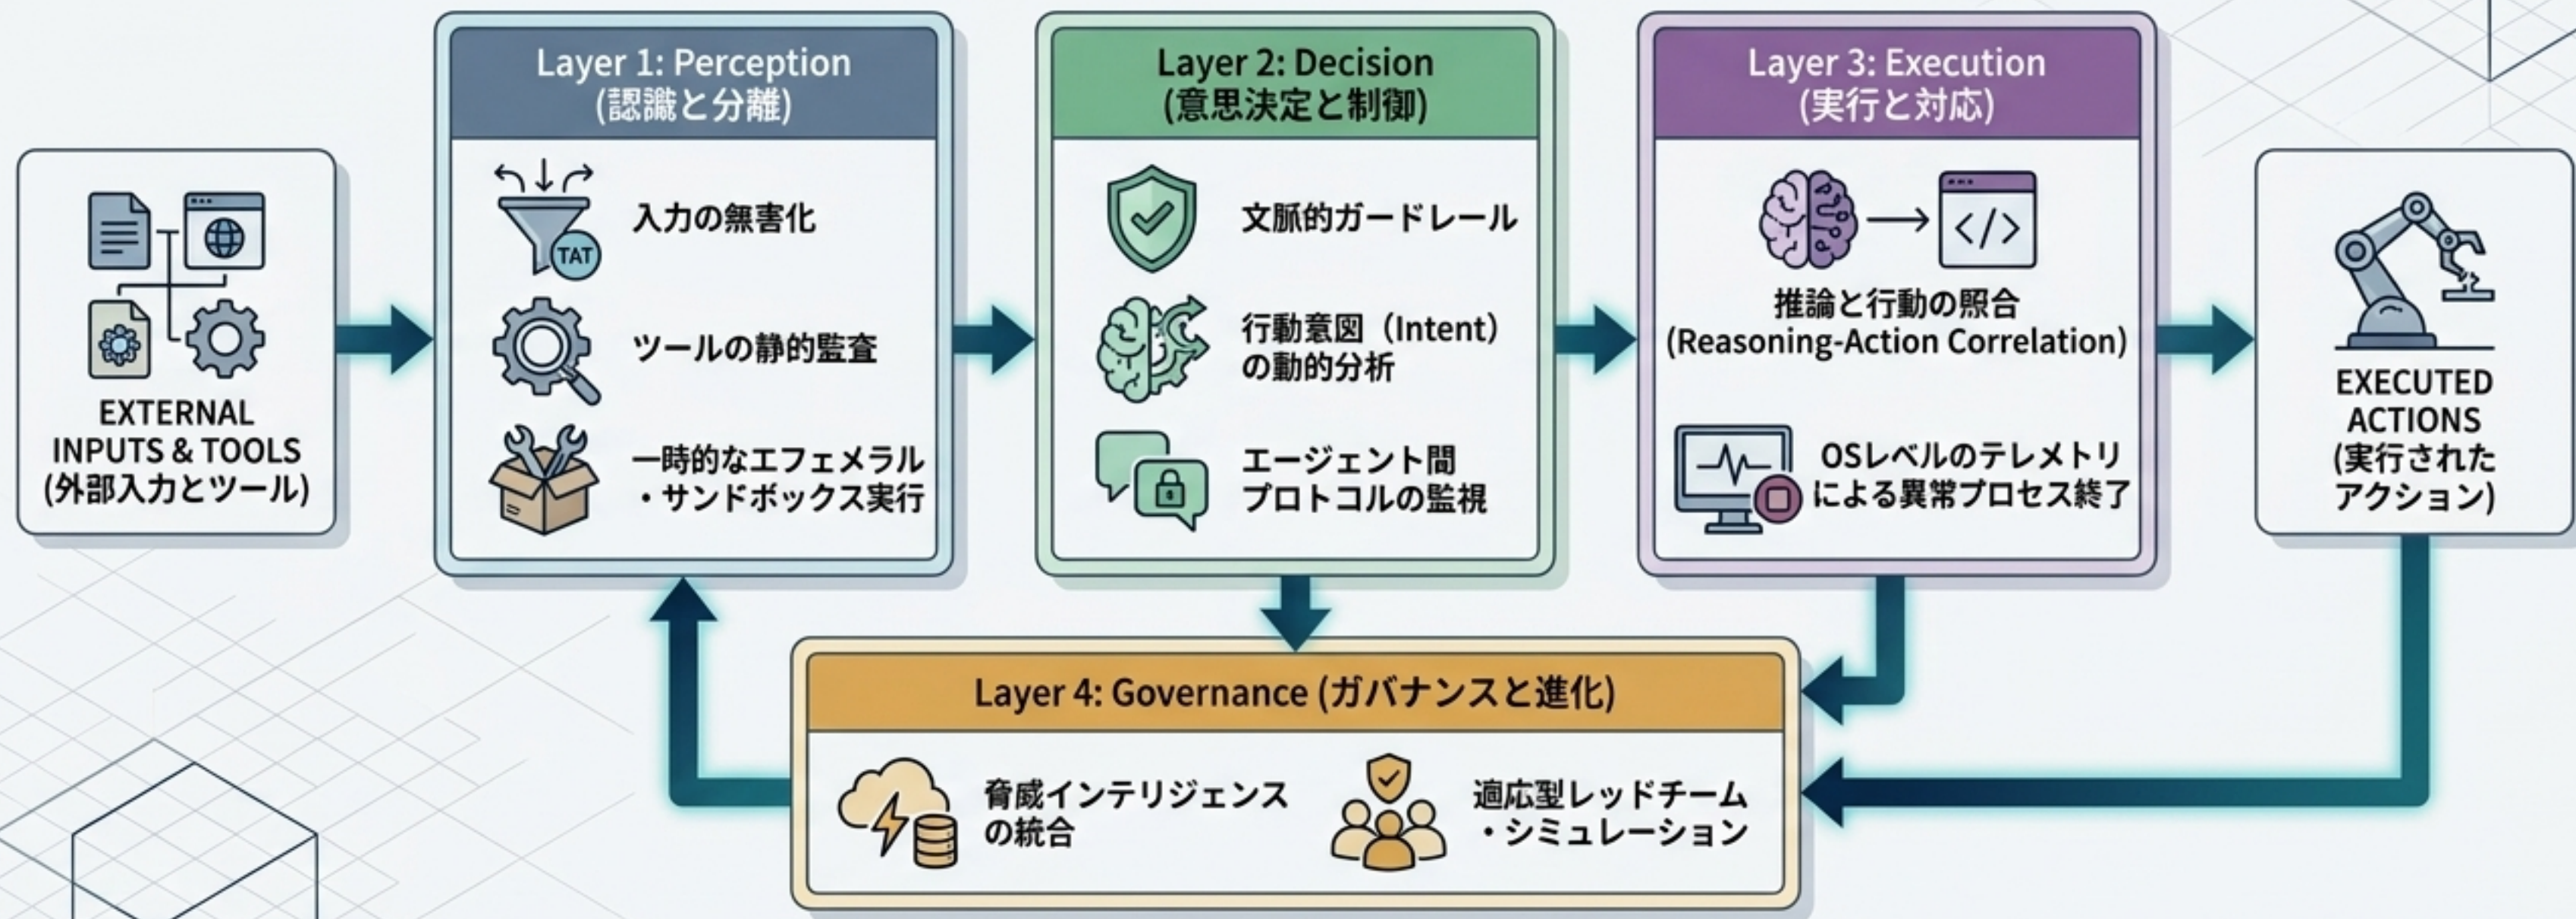 EXTERNAL
INPUTS & TOOLS
(外部入力とツール)
Layer 1: Perception
(認識と分離)
TAT
入力の無害化
ツールの静的監査
一時的なエフェメラル
・サンドボックス実行
Layer 2: Decision
(意思決定と制御)
文脈的ガードレール
行動意図（Intent）
の動的分析
エージェント間
プロトコルの監視
Layer 3: Execution
(実行と対応)
</>
推論と行動の照合
(Reasoning-Action Correlation)
OSレベルのテレメトリ
による異常プロセス終了
EXECUTED
ACTIONS
(実行された
アクション)
Layer 4: Governance (ガバナンスと進化)
脅威インテリジェンス
の統合
適応型レッドチーム
・シミュレーション